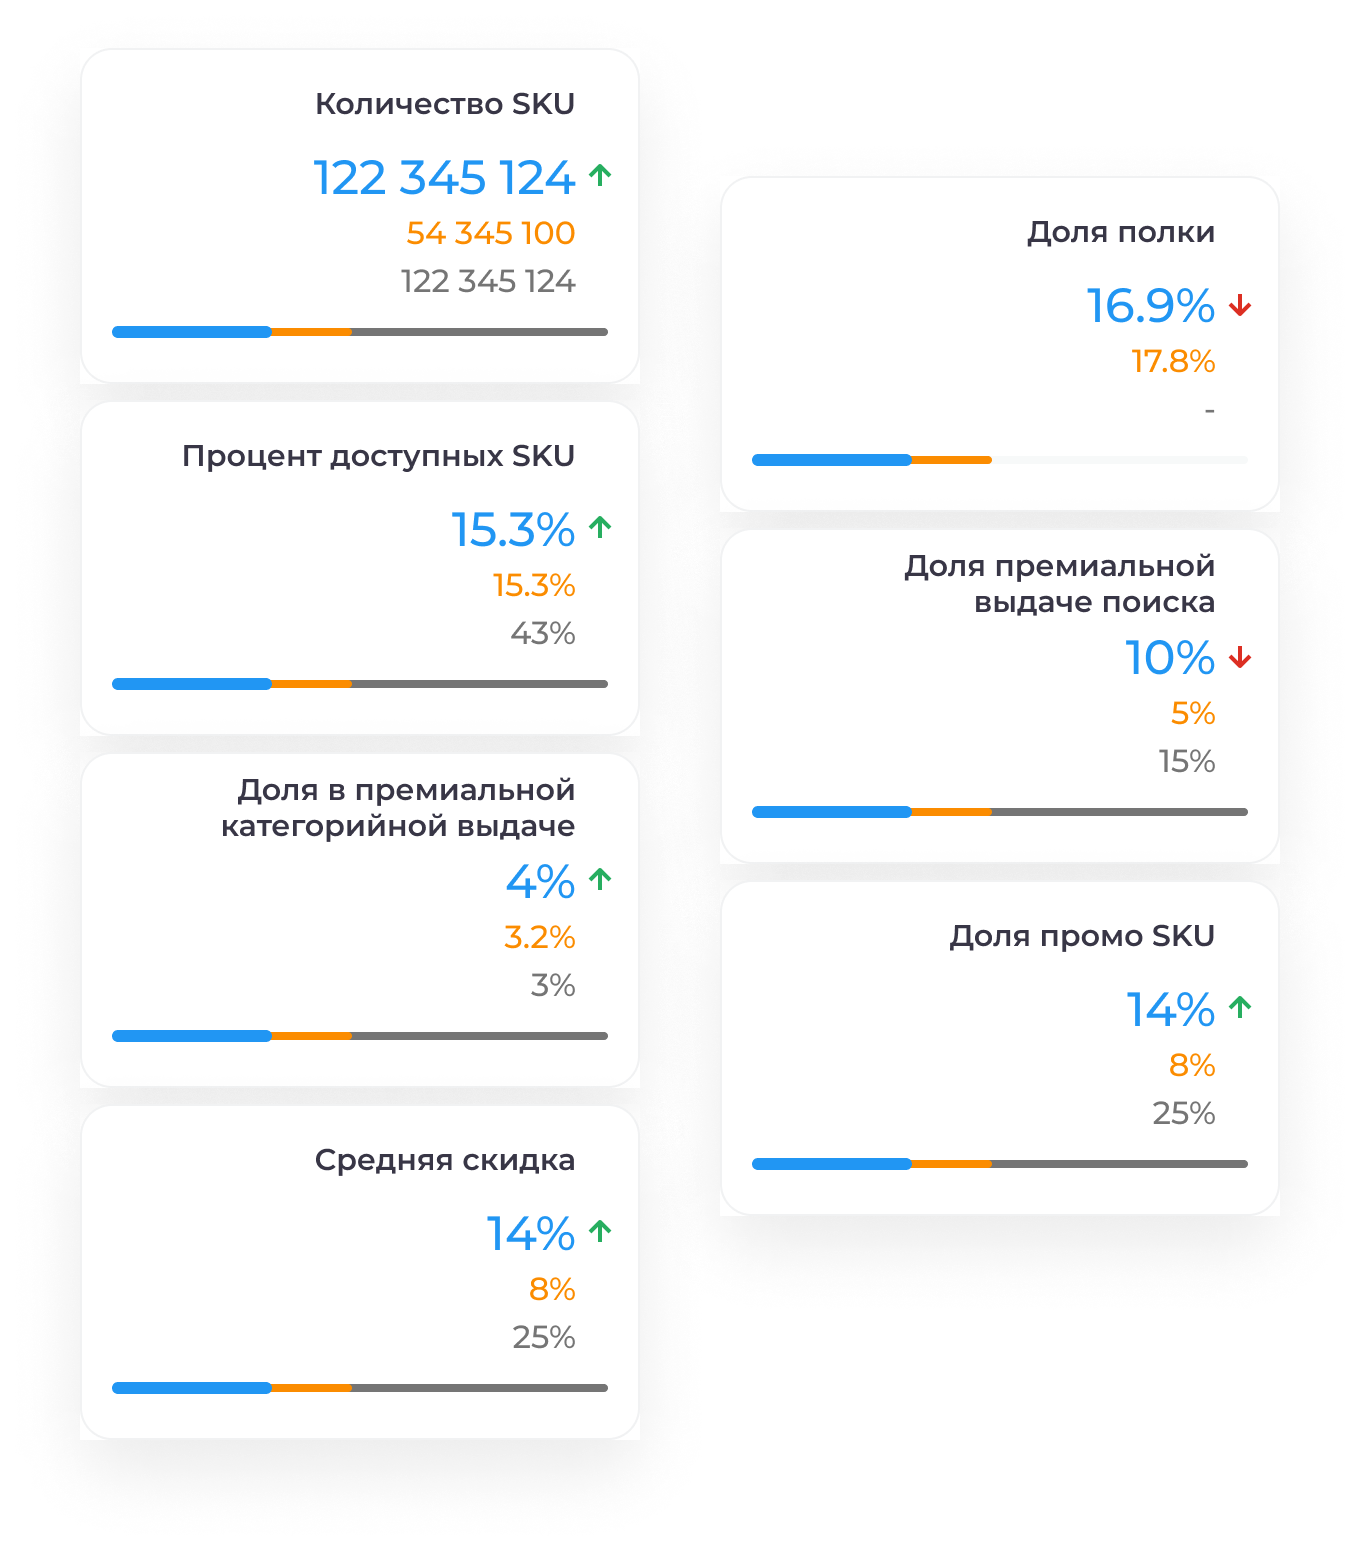 Количество SKU
122 345 124
54 345 100
122 345 124
Процент доступных SKU
15.3%
15.3%
43%
Доля в премиальной
категорийной выдаче
4%
3.2%
3%
Средняя скидка
14%
8%
25%
Доля полки
16.9%
17.8%
-
Доля премиальной
выдаче поиска
10%
5%
15%
Доля промо SKU
14%
8%
25%